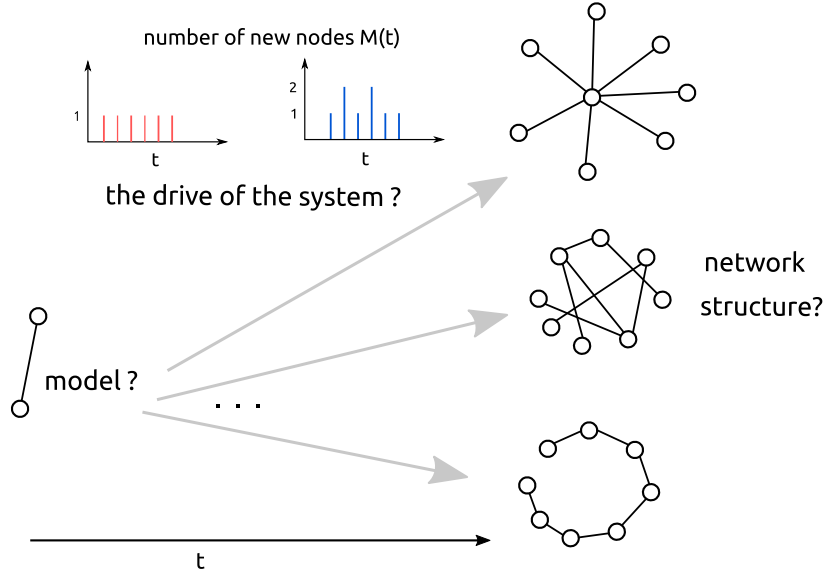 number of new nodes M(t)
1
t
2
1
t
the drive of the system ?
network
structure?
model ?
. . .
t